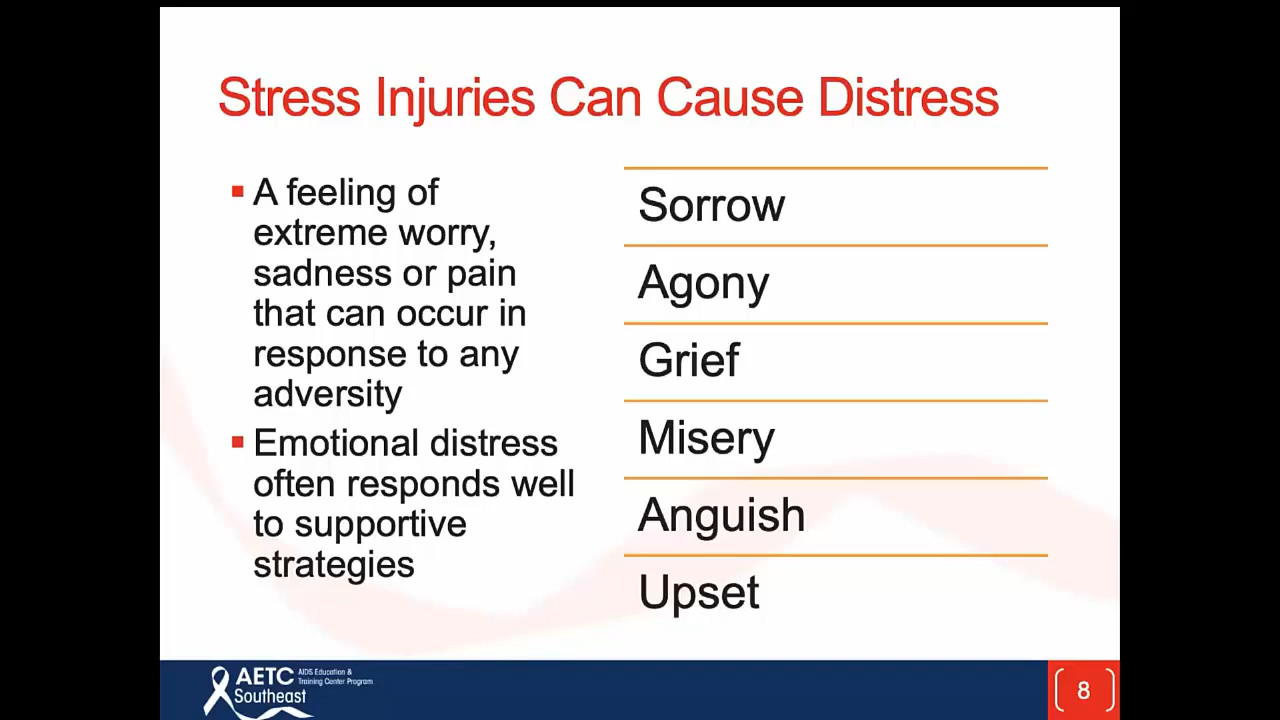 Stress Injuries Can Cause Distress
A feeling of
extreme worry,
sadness or pain
that can occur in
response to any
adversity
Emotional distress
often responds well
to supportive
strategies
Sorrow
Agony
Grief
Misery
Anguish
Upset
AETC
Southeast
AIDS Education &
Training Center Program
8